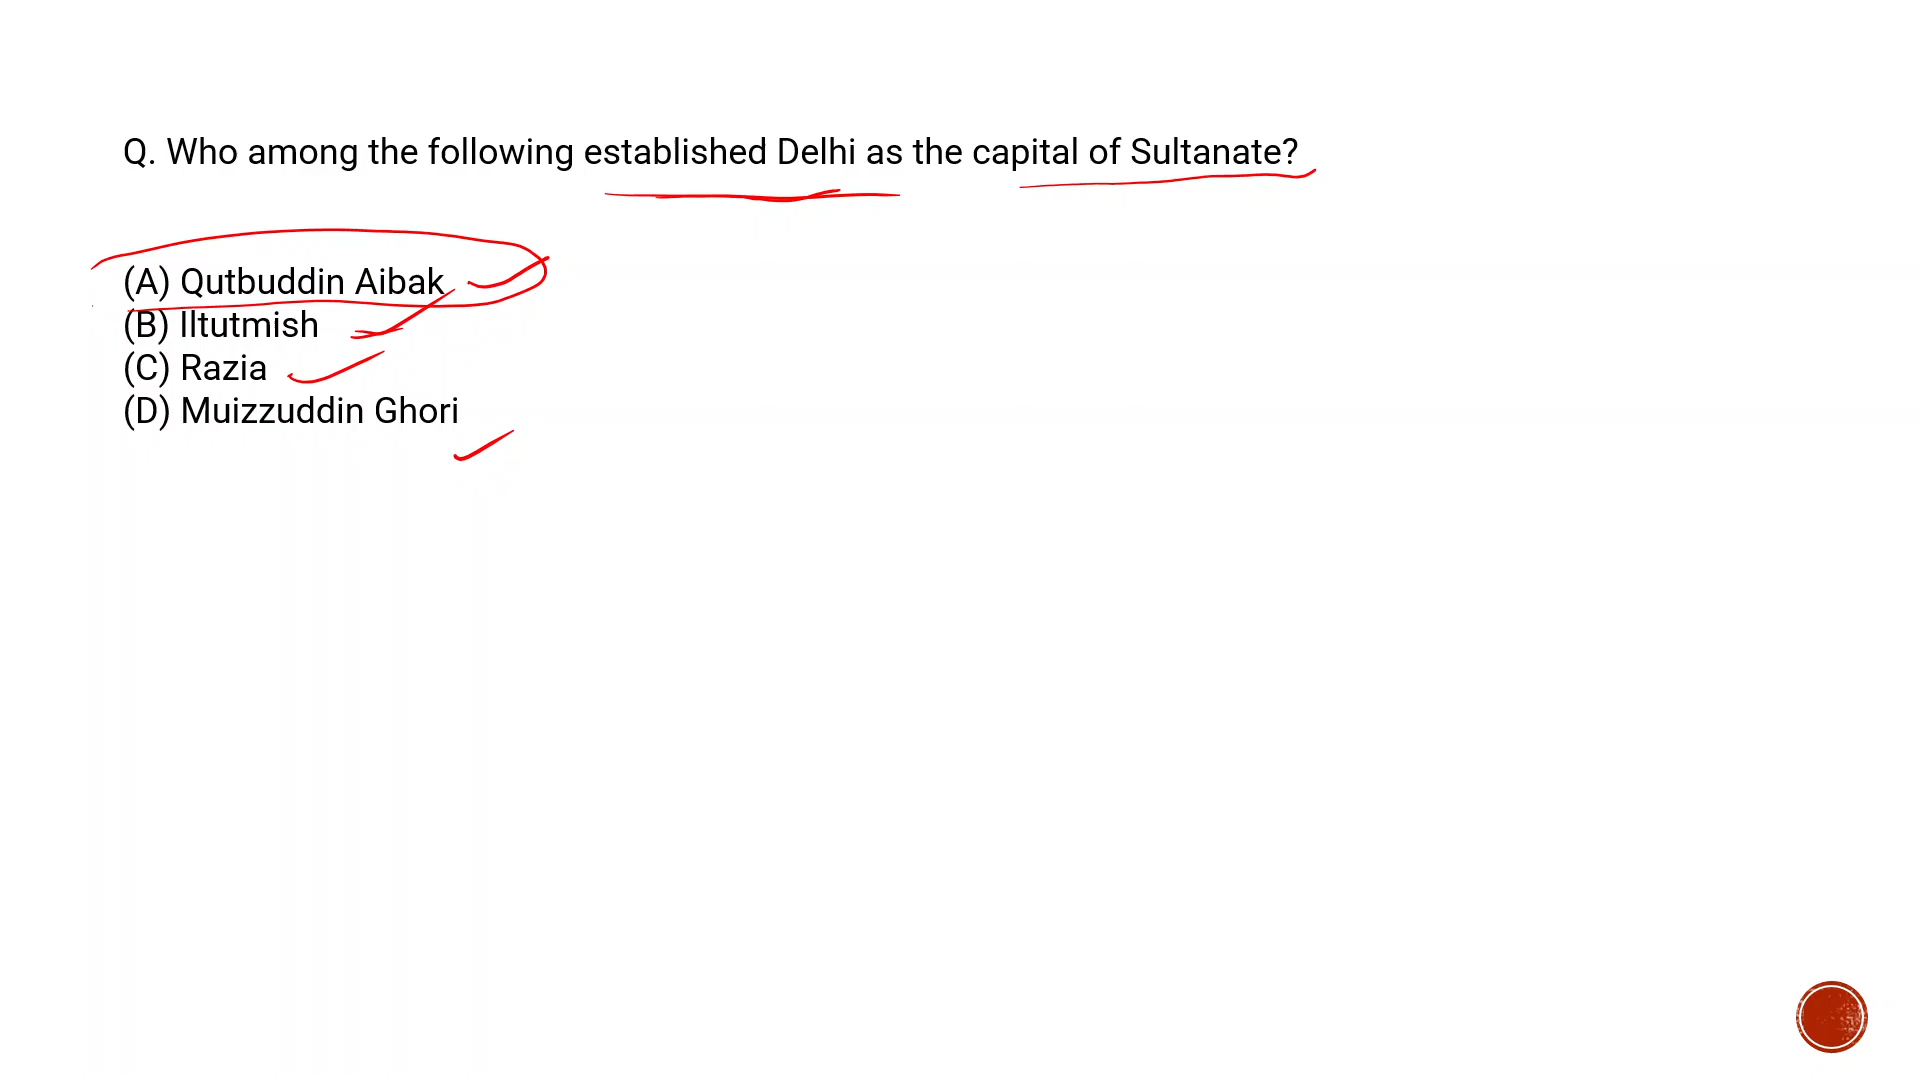 Q. Who among the following established Delhi as the capital of Sultanate?
(A) Qutbuddin Aibak
(B) Iltutmish
(C) Razia
(D) Muizzuddin Ghori